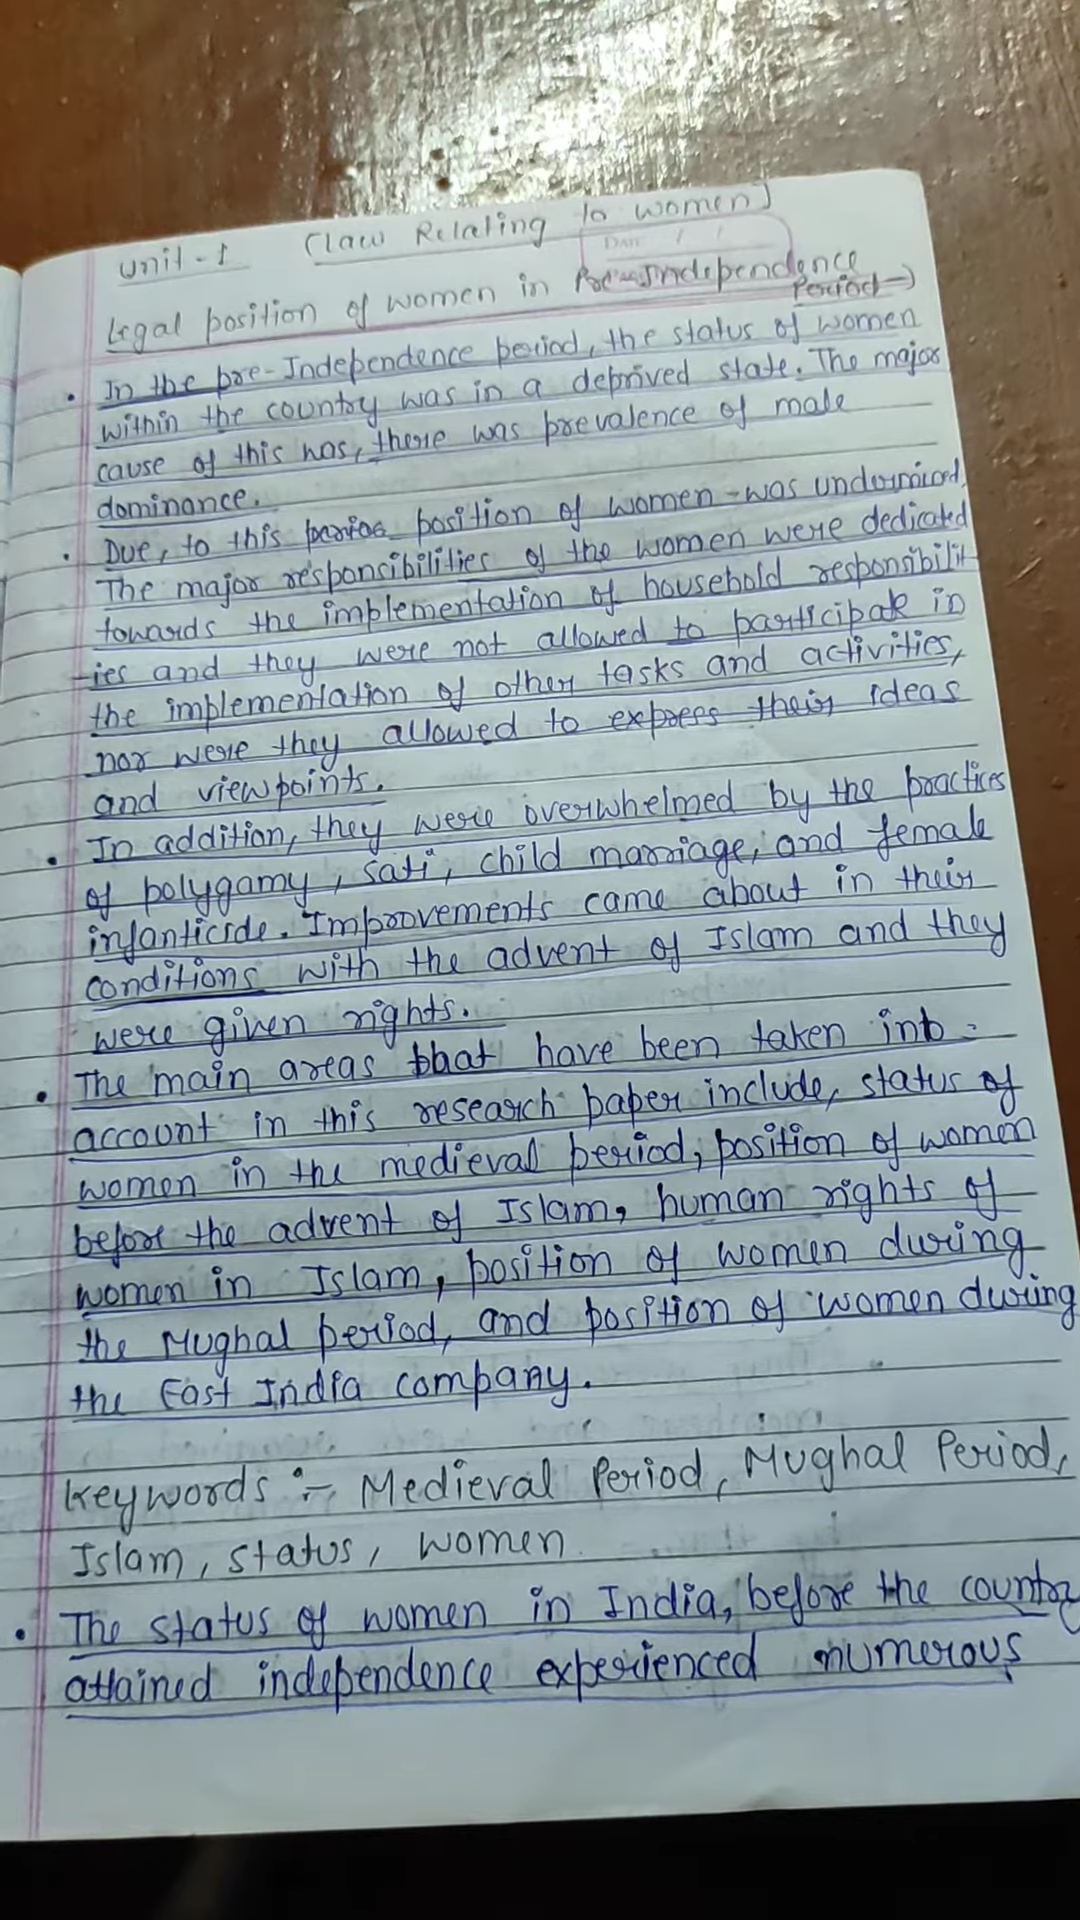 Unit - 1 (Law Relating to women)
Date / /
Legal position of women in Pre-Independence
Period→)
• In the pre-Independence period, the status of women
within the country was in a deprived state. The major
cause of this was, there was prevalence of male
dominance.
• Due, to this position of women - was undermined.
The major responsibilities of the women were dedicated
towards the implementation of household responsibilit
-ies and they were not allowed to participate in
the implementation of other tasks and activities,
nor were they allowed to express their ideas
and viewpoints.
• In addition, they were overwhelmed by the practices
of polygamy, sati, child marriage, and female
infanticide. Improvements came about in their
conditions with the advent of Islam and they
were given rights.
• The main areas that have been taken into -
account in this research paper include, status of
women in the medieval period, position of women
before the advent of Islam, human rights of
women in Islam, position of women during
the Mughal period, and position of women during
the East India company.
Keywords :- Medieval Period, Mughal Period,
Islam, status, women.
• The status of women in India, before the country
attained independence experienced numerous